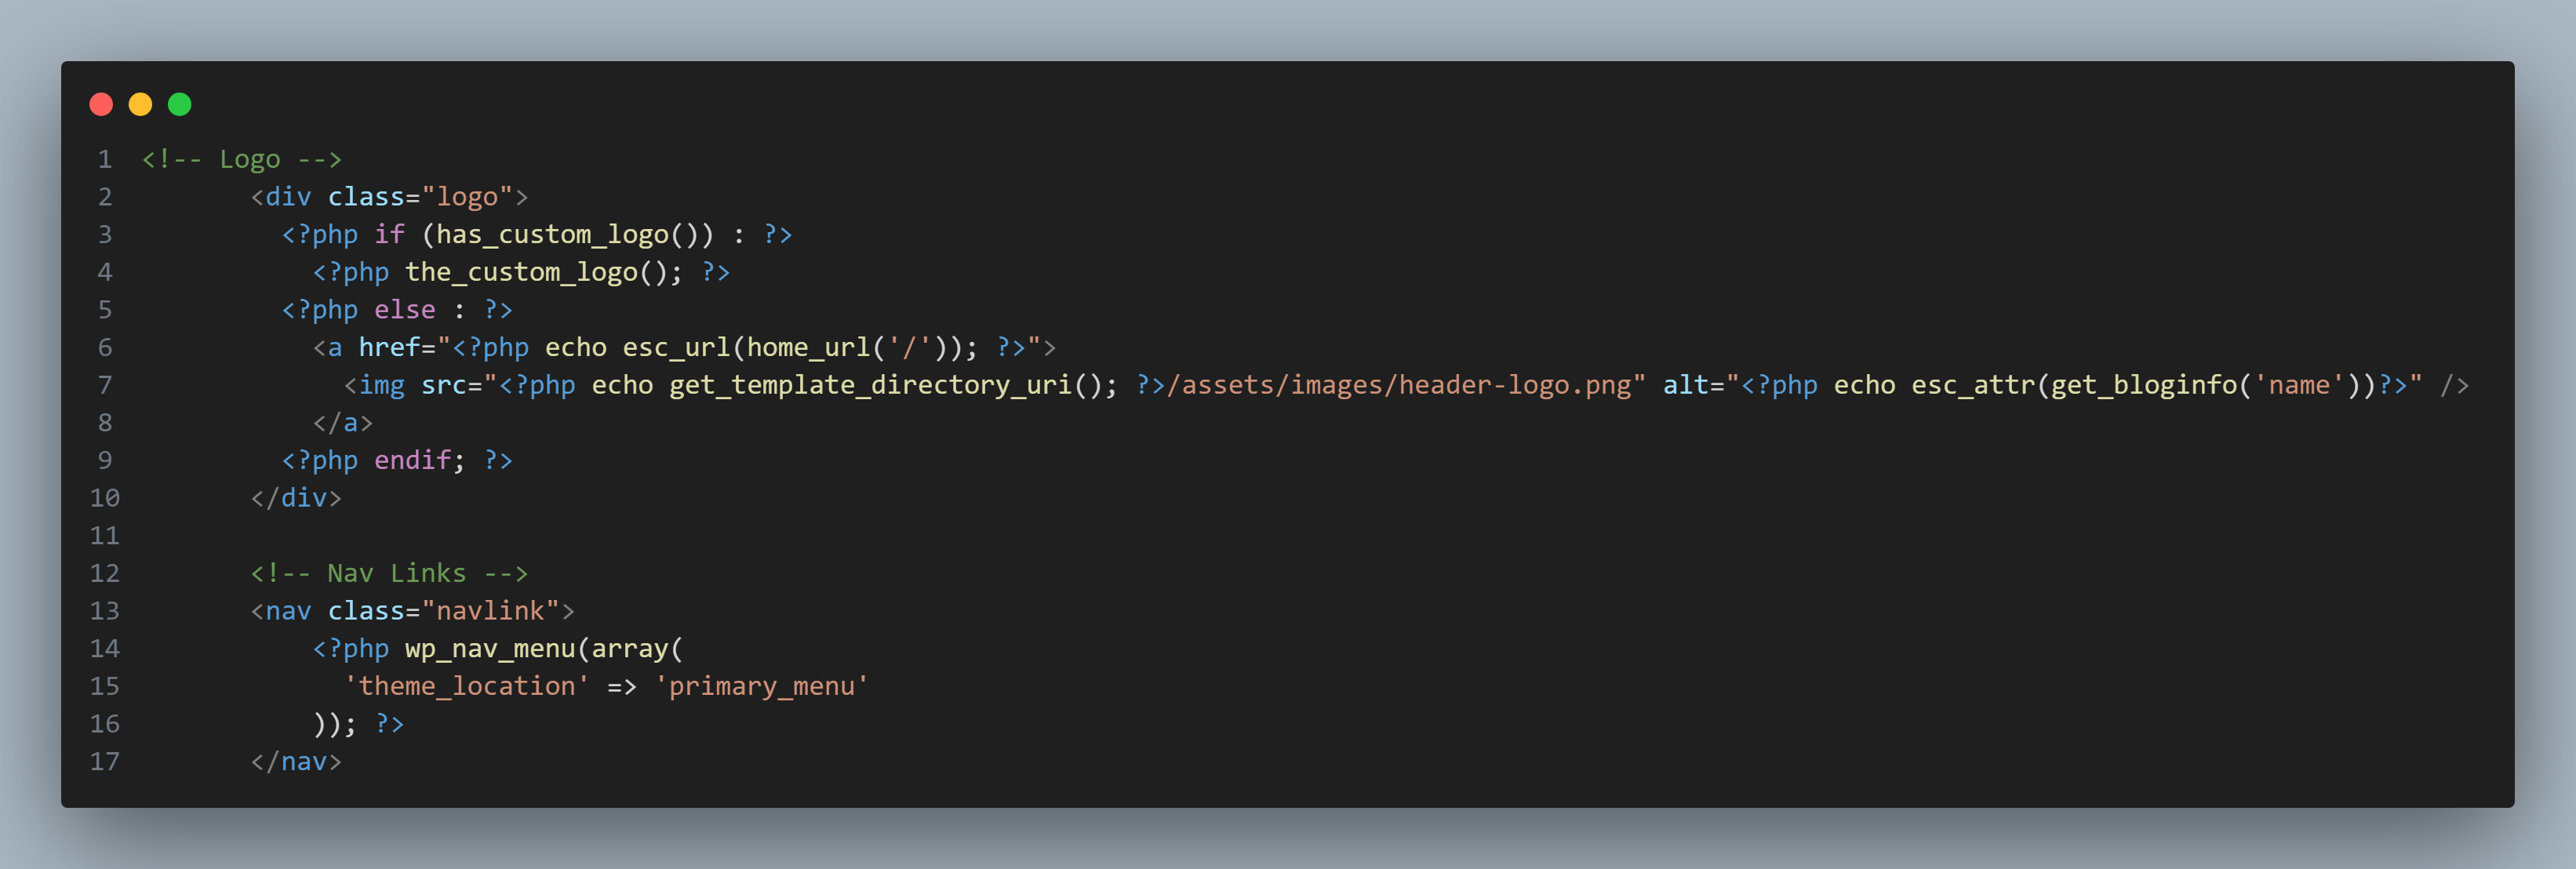 1 <!-- Logo -->
2 <div class="logo">
3 <?php if (has_custom_logo()) : ?>
4 <?php the_custom_logo(); ?>
5 <?php else : ?>
6 <a href="<?php echo esc_url(home_url('/')); ?>">
7 <img src="<?php echo get_template_directory_uri(); ?>/assets/images/header-logo.png" alt="<?php echo esc_attr(get_bloginfo('name'))?>" />
8 </a>
9 <?php endif; ?>
10 </div>
11
12 <!-- Nav Links -->
13 <nav class="navlink">
14 <?php wp_nav_menu(array(
15 'theme_location' => 'primary_menu'
16 )); ?>
17 </nav>